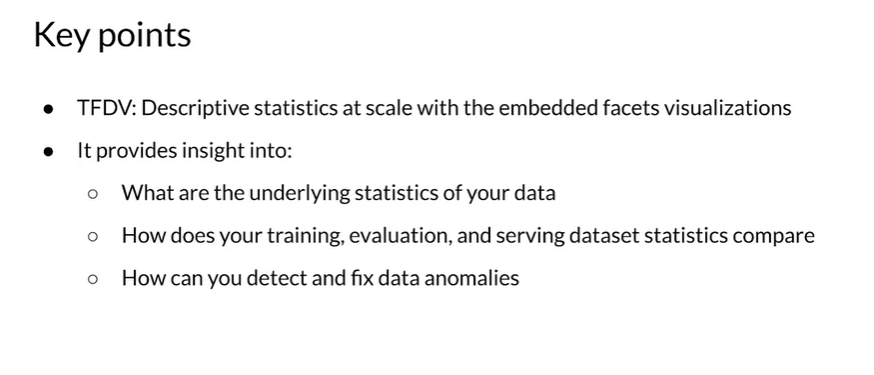 Key points
● TFDV: Descriptive statistics at scale with the embedded facets visualizations
● It provides insight into:
○ What are the underlying statistics of your data
○ How does your training, evaluation, and serving dataset statistics compare
○ How can you detect and fix data anomalies